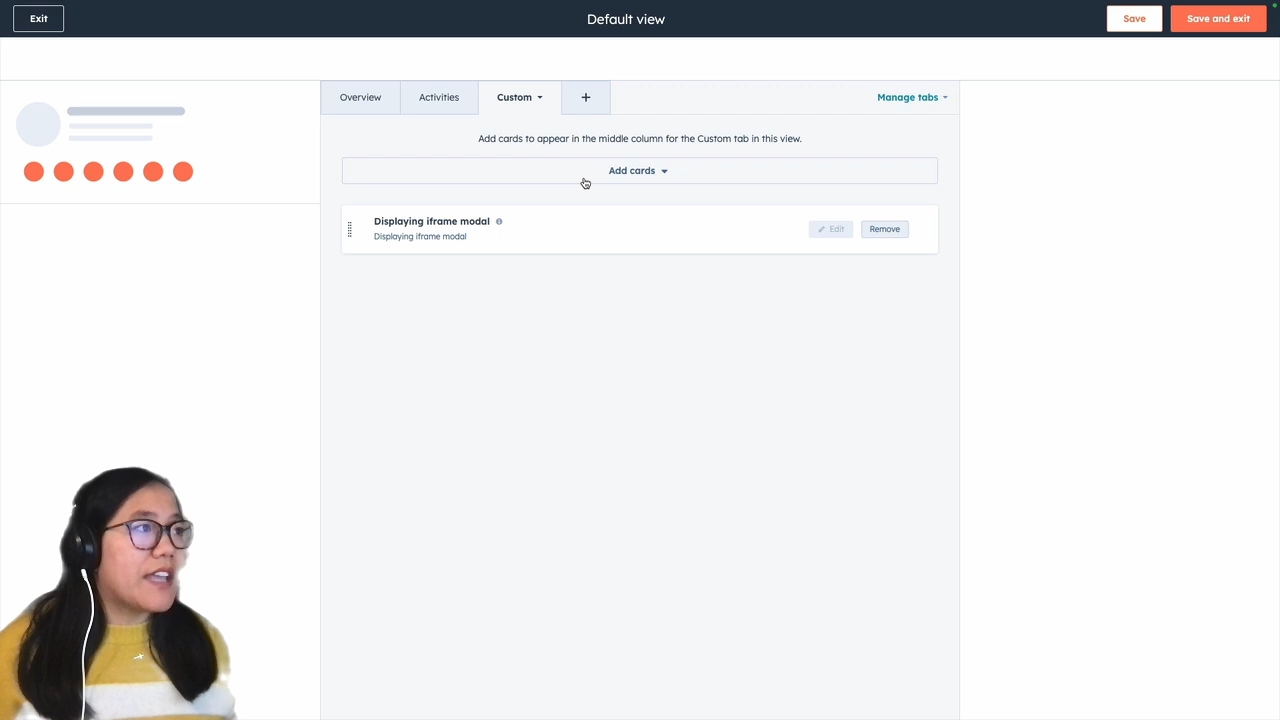 Exit
Default view
Save
Save and exit
Overview
Activities
Custom
+
Manage tabs
Add cards to appear in the middle column for the Custom tab in this view.
Add cards
Displaying iframe modal
Displaying iframe modal
Edit
Remove